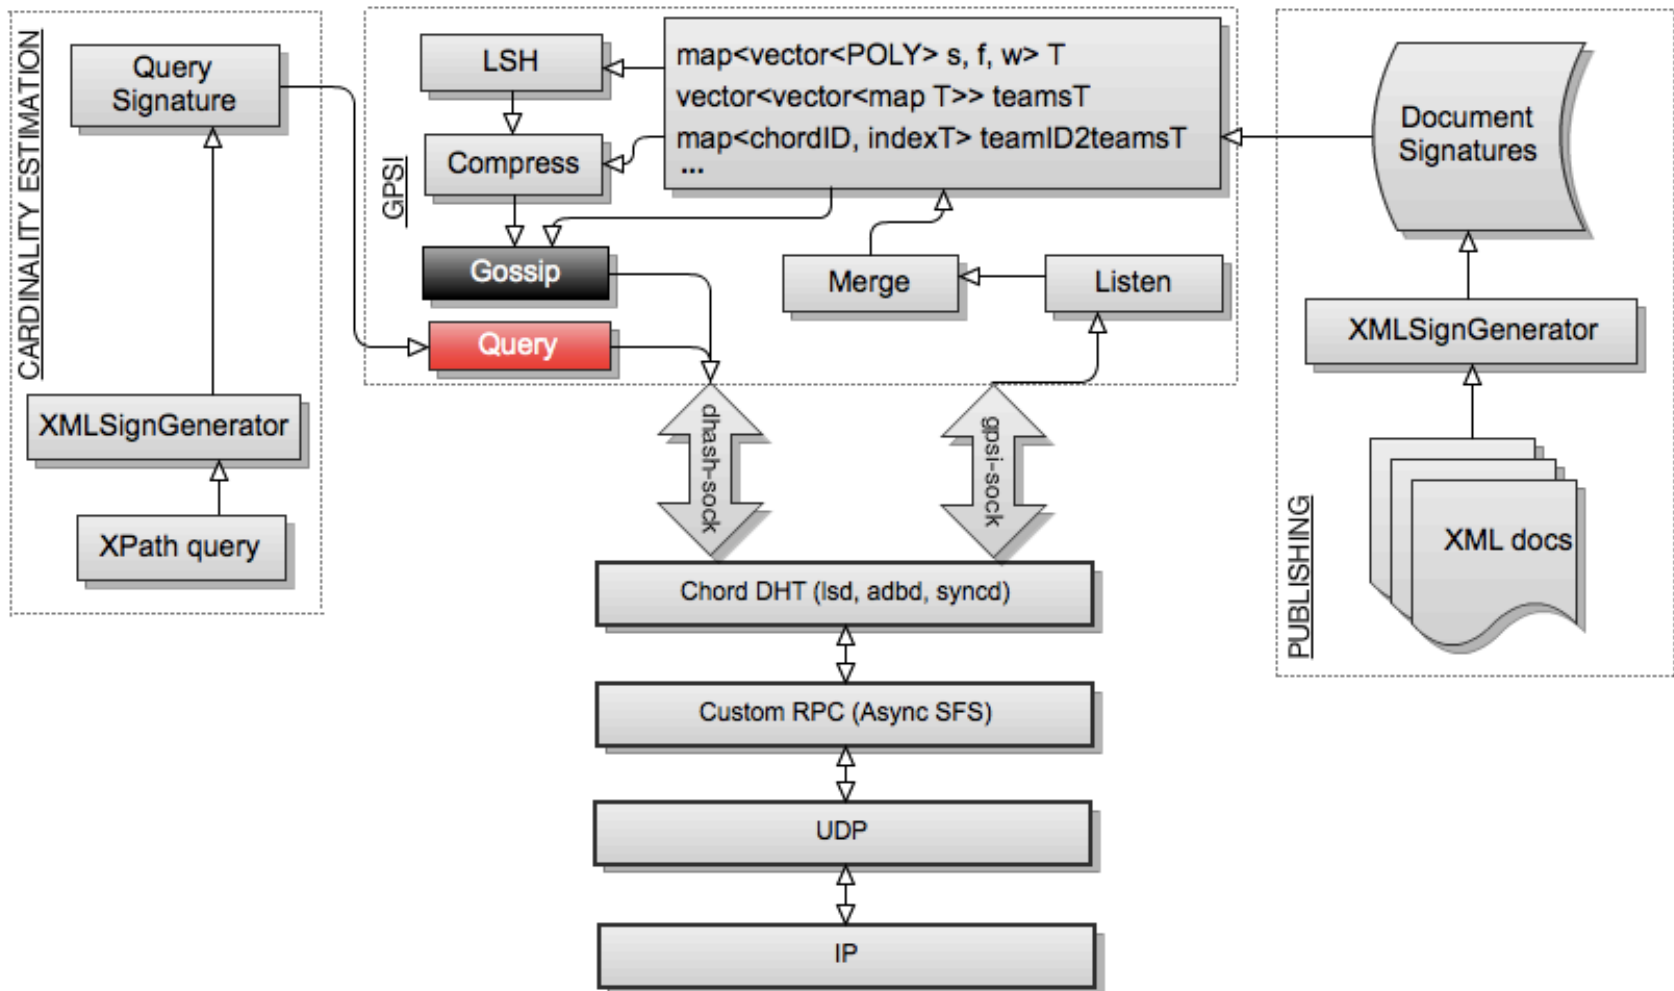 CARDINALITY ESTIMATION
Query
Signature
XMLSignGenerator
XPath query
GPSI
LSH
Compress
Gossip
Query
map<vector<POLY> s, f, w> T
vector<vector<map T>> teamsT
map<chordID, indexT> teamID2teamsT
...
Merge
Listen
dhash-sock
gpsi-sock
Chord DHT (lsd, adbd, syncd)
Custom RPC (Async SFS)
UDP
IP
PUBLISHING
Document
Signatures
XMLSignGenerator
XML docs